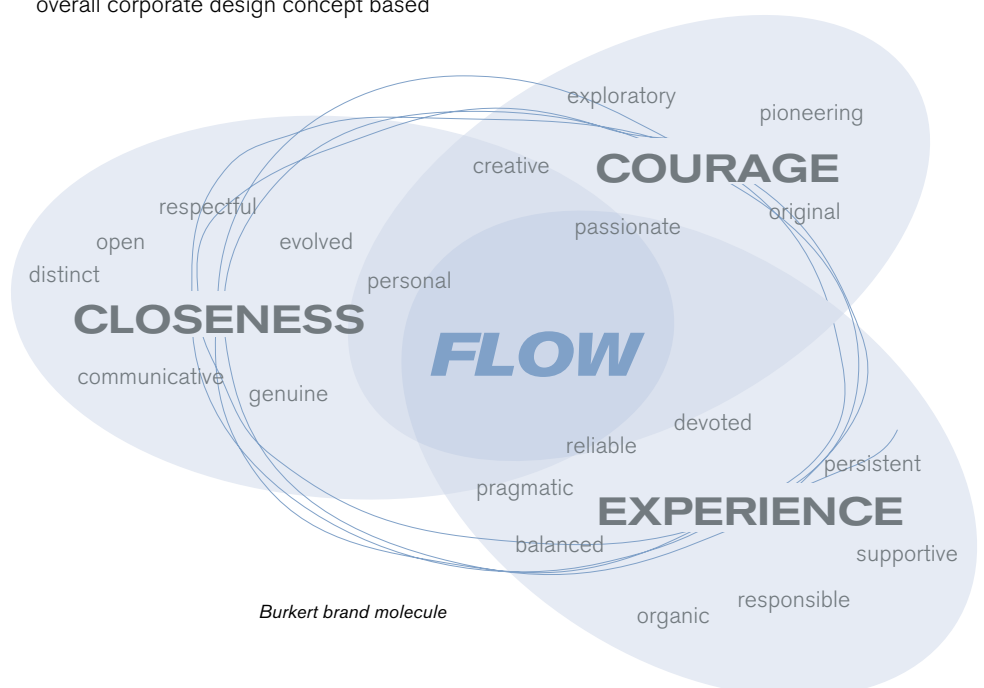 overall corporate design concept based
exploratory
pioneering
creative
COURAGE
respectful
original
passionate
open
evolved
distinct
personal
CLOSENESS
FLOW
communicative
genuine
devoted
reliable
persistent
pragmatic
EXPERIENCE
balanced
supportive
responsible
Burkert brand molecule
organic